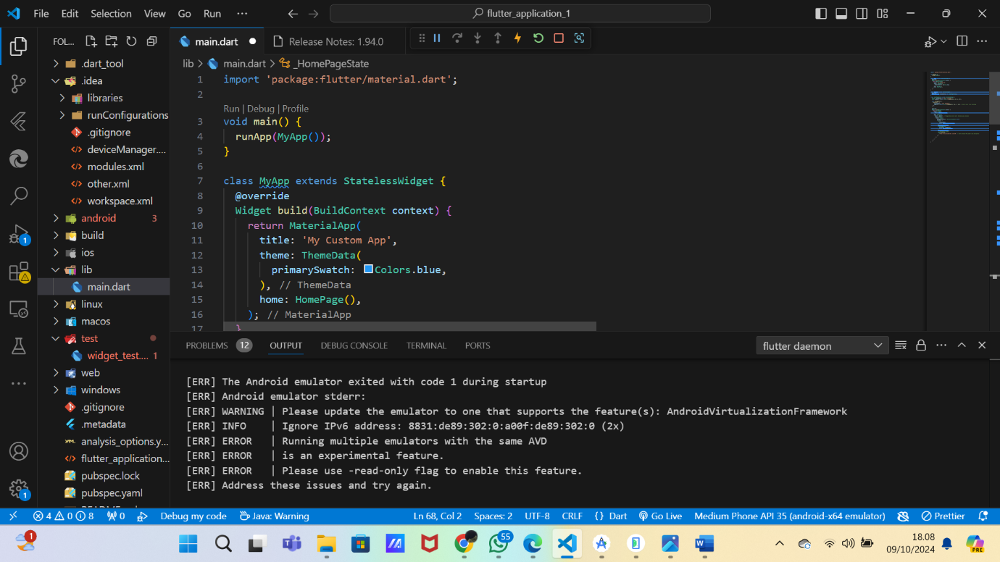 File Edit Selection View Go Run ···
flutter_application_1
FOL...
.dart_tool
.idea
libraries
runConfigurations
.gitignore
deviceManager....
modules.xml
other.xml
workspace.xml
android 3
build
ios
lib
main.dart
linux
macos
test
widget_test.... 1
web
windows
.gitignore
.metadata
analysis_options.y...
flutter_application...
pubspec.lock
pubspec.yaml
1
1
main.dart
Release Notes: 1.94.0
lib > main.dart > _HomePageState
1 import 'package:flutter/material.dart';
2
Run | Debug | Profile
3 void main() {
4 runApp(MyApp());
5 }
6
7 class MyApp extends StatelessWidget {
8 @override
9 Widget build(BuildContext context) {
10 return MaterialApp(
11 title: 'My Custom App',
12 theme: ThemeData(
13 primarySwatch: Colors.blue,
14 ), // ThemeData
15 home: HomePage(),
16 ); // MaterialApp
17 }
PROBLEMS 12 OUTPUT DEBUG CONSOLE TERMINAL PORTS
flutter daemon
[ERR] The Android emulator exited with code 1 during startup
[ERR] Android emulator stderr:
[ERR] WARNING | Please update the emulator to one that supports the feature(s): AndroidVirtualizationFramework
[ERR] INFO | Ignore IPv6 address: 8831:de89:302:0:a00f:de89:302:0 (2x)
[ERR] ERROR | Running multiple emulators with the same AVD
[ERR] ERROR | is an experimental feature.
[ERR] ERROR | Please use -read-only flag to enable this feature.
[ERR] Address these issues and try again.
4 0 8 0 Debug my code Java: Warning
Ln 68, Col 2 Spaces: 2 UTF-8 CRLF {} Dart Go Live Medium Phone API 35 (android-x64 emulator) Prettier
1
55
18.08
09/10/2024
PRE